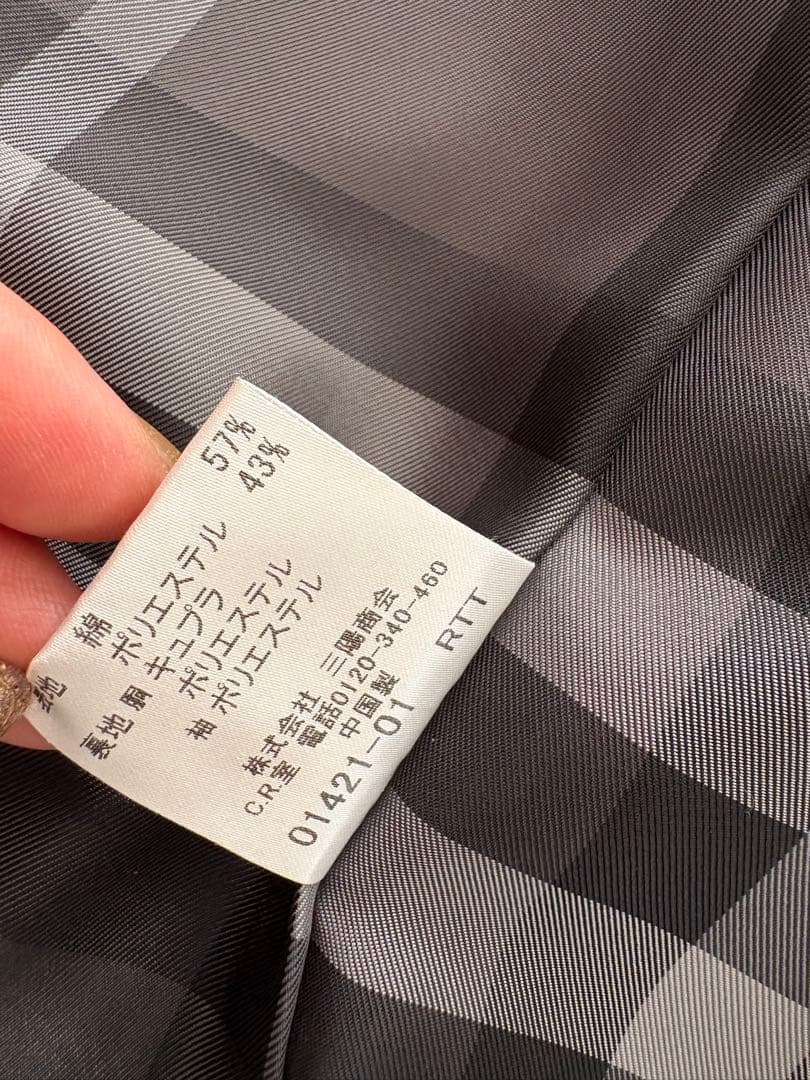 綿 57%
ポリエステル 43%
裏地 胴 キュプラ
ポリエステル
袖 ポリエステル
株式会社 三陽商会
C.R.室 電話0120-340-460
中国製
01421-01 RTT